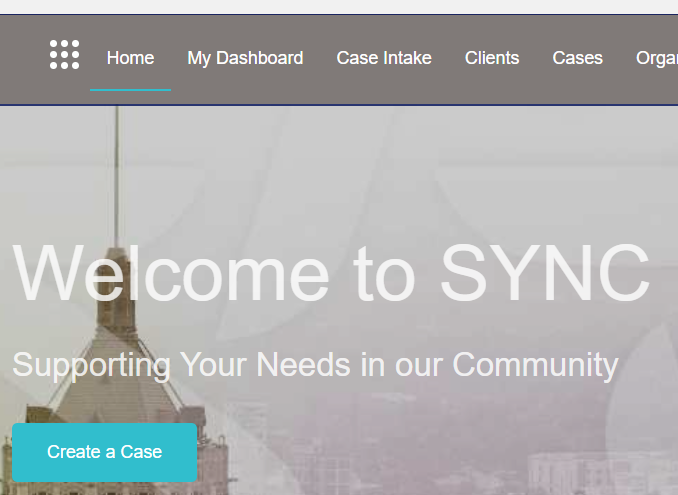 Home My Dashboard Case Intake Clients Cases
Welcome to SYNC
Supporting Your Needs in our Community
Create a Case